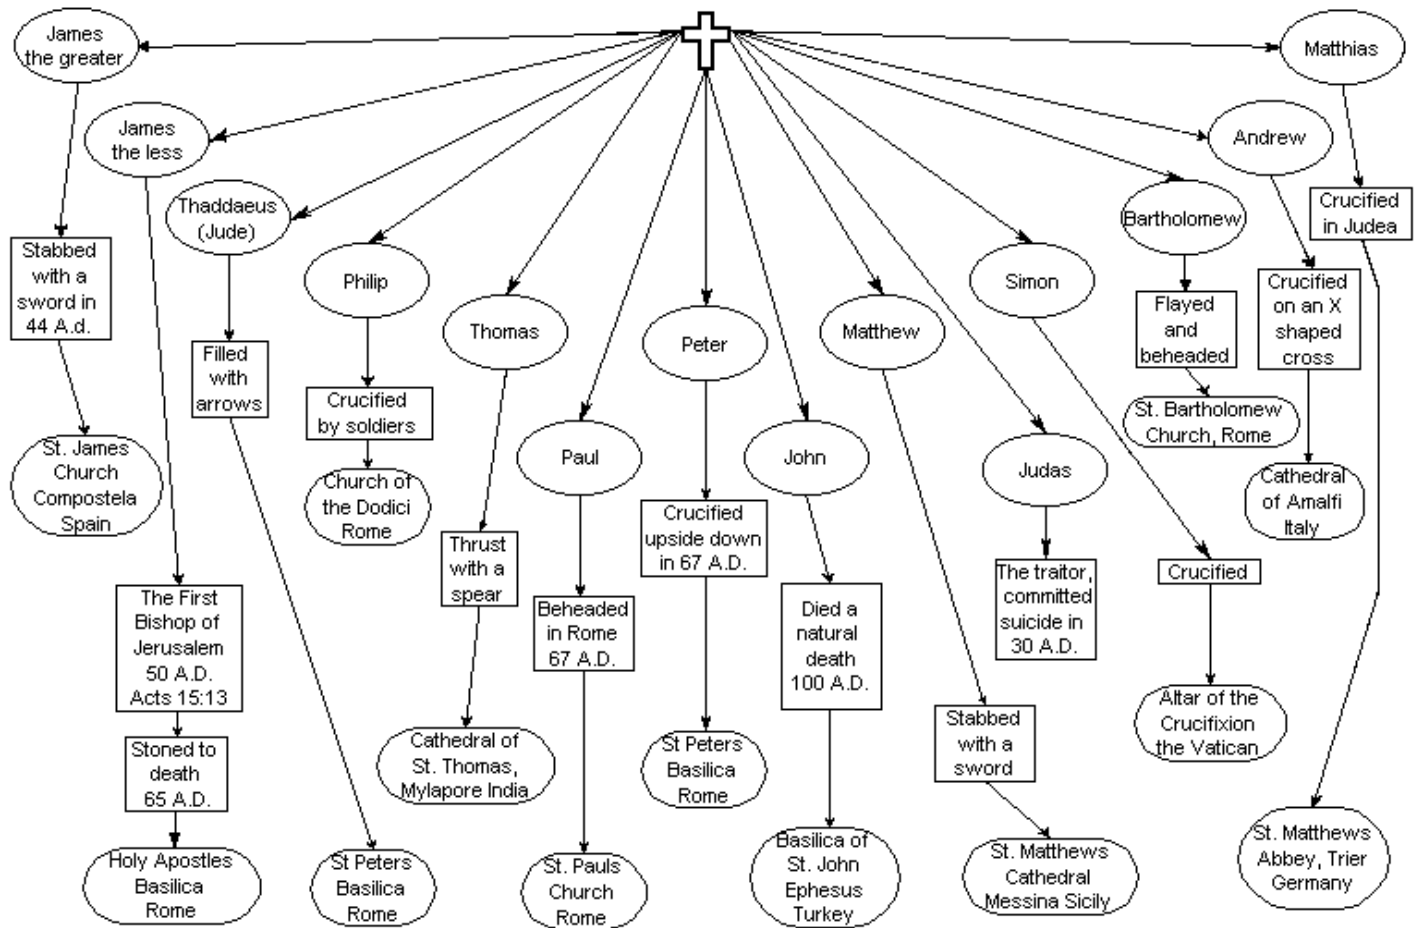 James
the greater
Matthias
James
the less
Andrew
Thaddaeus
(Jude)
Bartholomew
Crucified
in Judea
Philip
Simon
Stabbed
with a
sword in
44 A.d.
Thomas
Peter
Matthew
Flayed
and
beheaded
Crucified
on an X
shaped
cross
Filled
with
arrows
Crucified
by soldiers
St. Bartholomew
Church, Rome
St. James
Church
Compostela
Spain
Paul
John
Judas
Church of
the Dodici
Rome
Cathedral
of Amalfi
Italy
Thrust
with a
spear
Crucified
upside down
in 67 A.D.
The traitor,
committed
suicide in
30 A.D.
Crucified
The First
Bishop of
Jerusalem
50 A.D.
Acts 15:13
Beheaded
in Rome
67 A.D.
Died a
natural
death
100 A.D.
Stoned to
death
65 A.D.
Cathedral of
St. Thomas,
Mylapore India
St Peters
Basilica
Rome
Stabbed
with a
sword
Altar of the
Crucifixion
the Vatican
Holy Apostles
Basilica
Rome
St Peters
Basilica
Rome
St. Pauls
Church
Rome
Basilica of
St. John
Ephesus
Turkey
St. Matthews
Cathedral
Messina Sicily
St. Matthews
Abbey, Trier
Germany